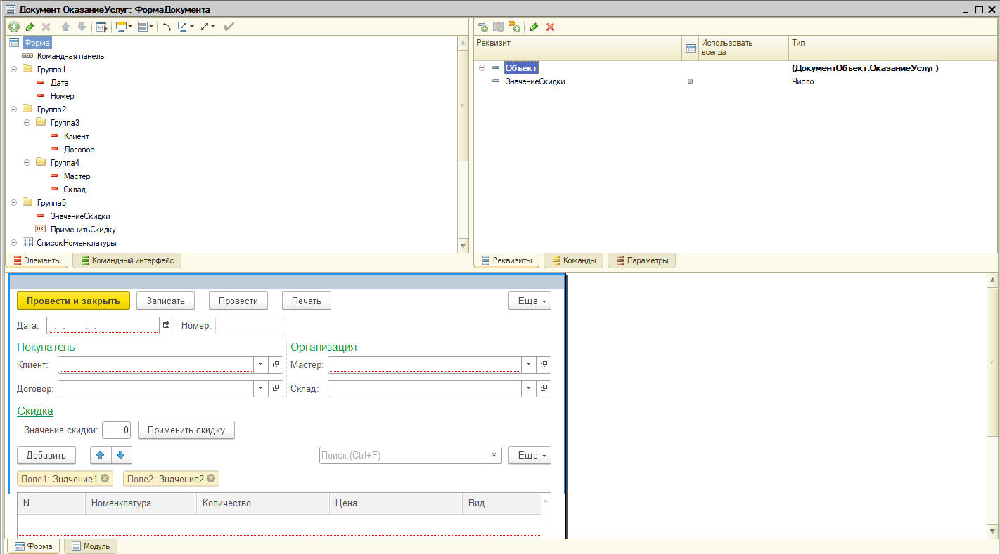 Документ ОказаниеУслуг: ФормаДокумента
Форма
Командная панель
Группа1
Дата
Номер
Группа2
Группа3
Клиент
Договор
Группа4
Мастер
Склад
Группа5
ЗначениеСкидки
OK ПрименитьСкидку
СписокНоменклатуры
Элементы Командный интерфейс
Реквизит Использовать всегда Тип
Объект (ДокументОбъект.ОказаниеУслуг)
ЗначениеСкидки Число
Реквизиты Команды Параметры
Провести и закрыть Записать Провести Печать Еще
Дата: . . : : Номер:
Покупатель Организация
Клиент: Мастер:
Договор: Склад:
Скидка
Значение скидки: 0 Применить скидку
Добавить Поиск (Ctrl+F) × Еще
Поле1: Значение1 Поле2: Значение2
N Номенклатура Количество Цена Вид
Форма Модуль